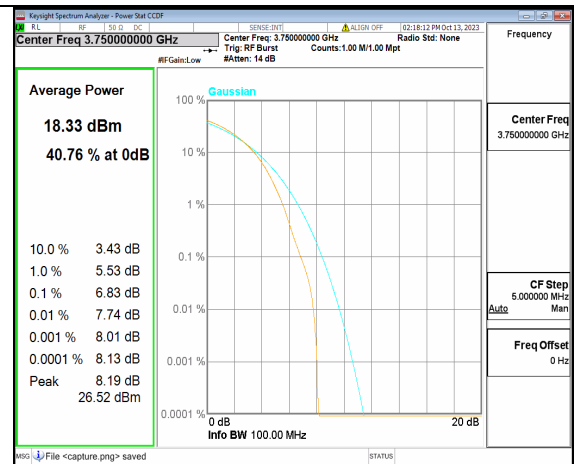 Keysight Spectrum Analyzer - Power Stat CCDF
RL RF 50 Ω DC SENSE:INT ALIGN OFF 02:18:12 PM Oct 13, 2023
Center Freq 3.750000000 GHz
Center Freq: 3.750000000 GHz Radio Std: None
Trig: RF Burst Counts:1.00 M/1.00 Mpt
#IFGain:Low #Atten: 14 dB
Average Power
18.33 dBm
40.76 % at 0dB
10.0 % 3.43 dB
1.0 % 5.53 dB
0.1 % 6.83 dB
0.01 % 7.74 dB
0.001 % 8.01 dB
0.0001 % 8.13 dB
Peak 8.19 dB
26.52 dBm
Gaussian
100 %
10 %
1 %
0.1 %
0.01 %
0.001 %
0.0001 %
0 dB 20 dB
Info BW 100.00 MHz
Frequency
Center Freq
3.750000000 GHz
CF Step
5.000000 MHz
Auto Man
Freq Offset
0 Hz
MSG File <capture.png> saved STATUS